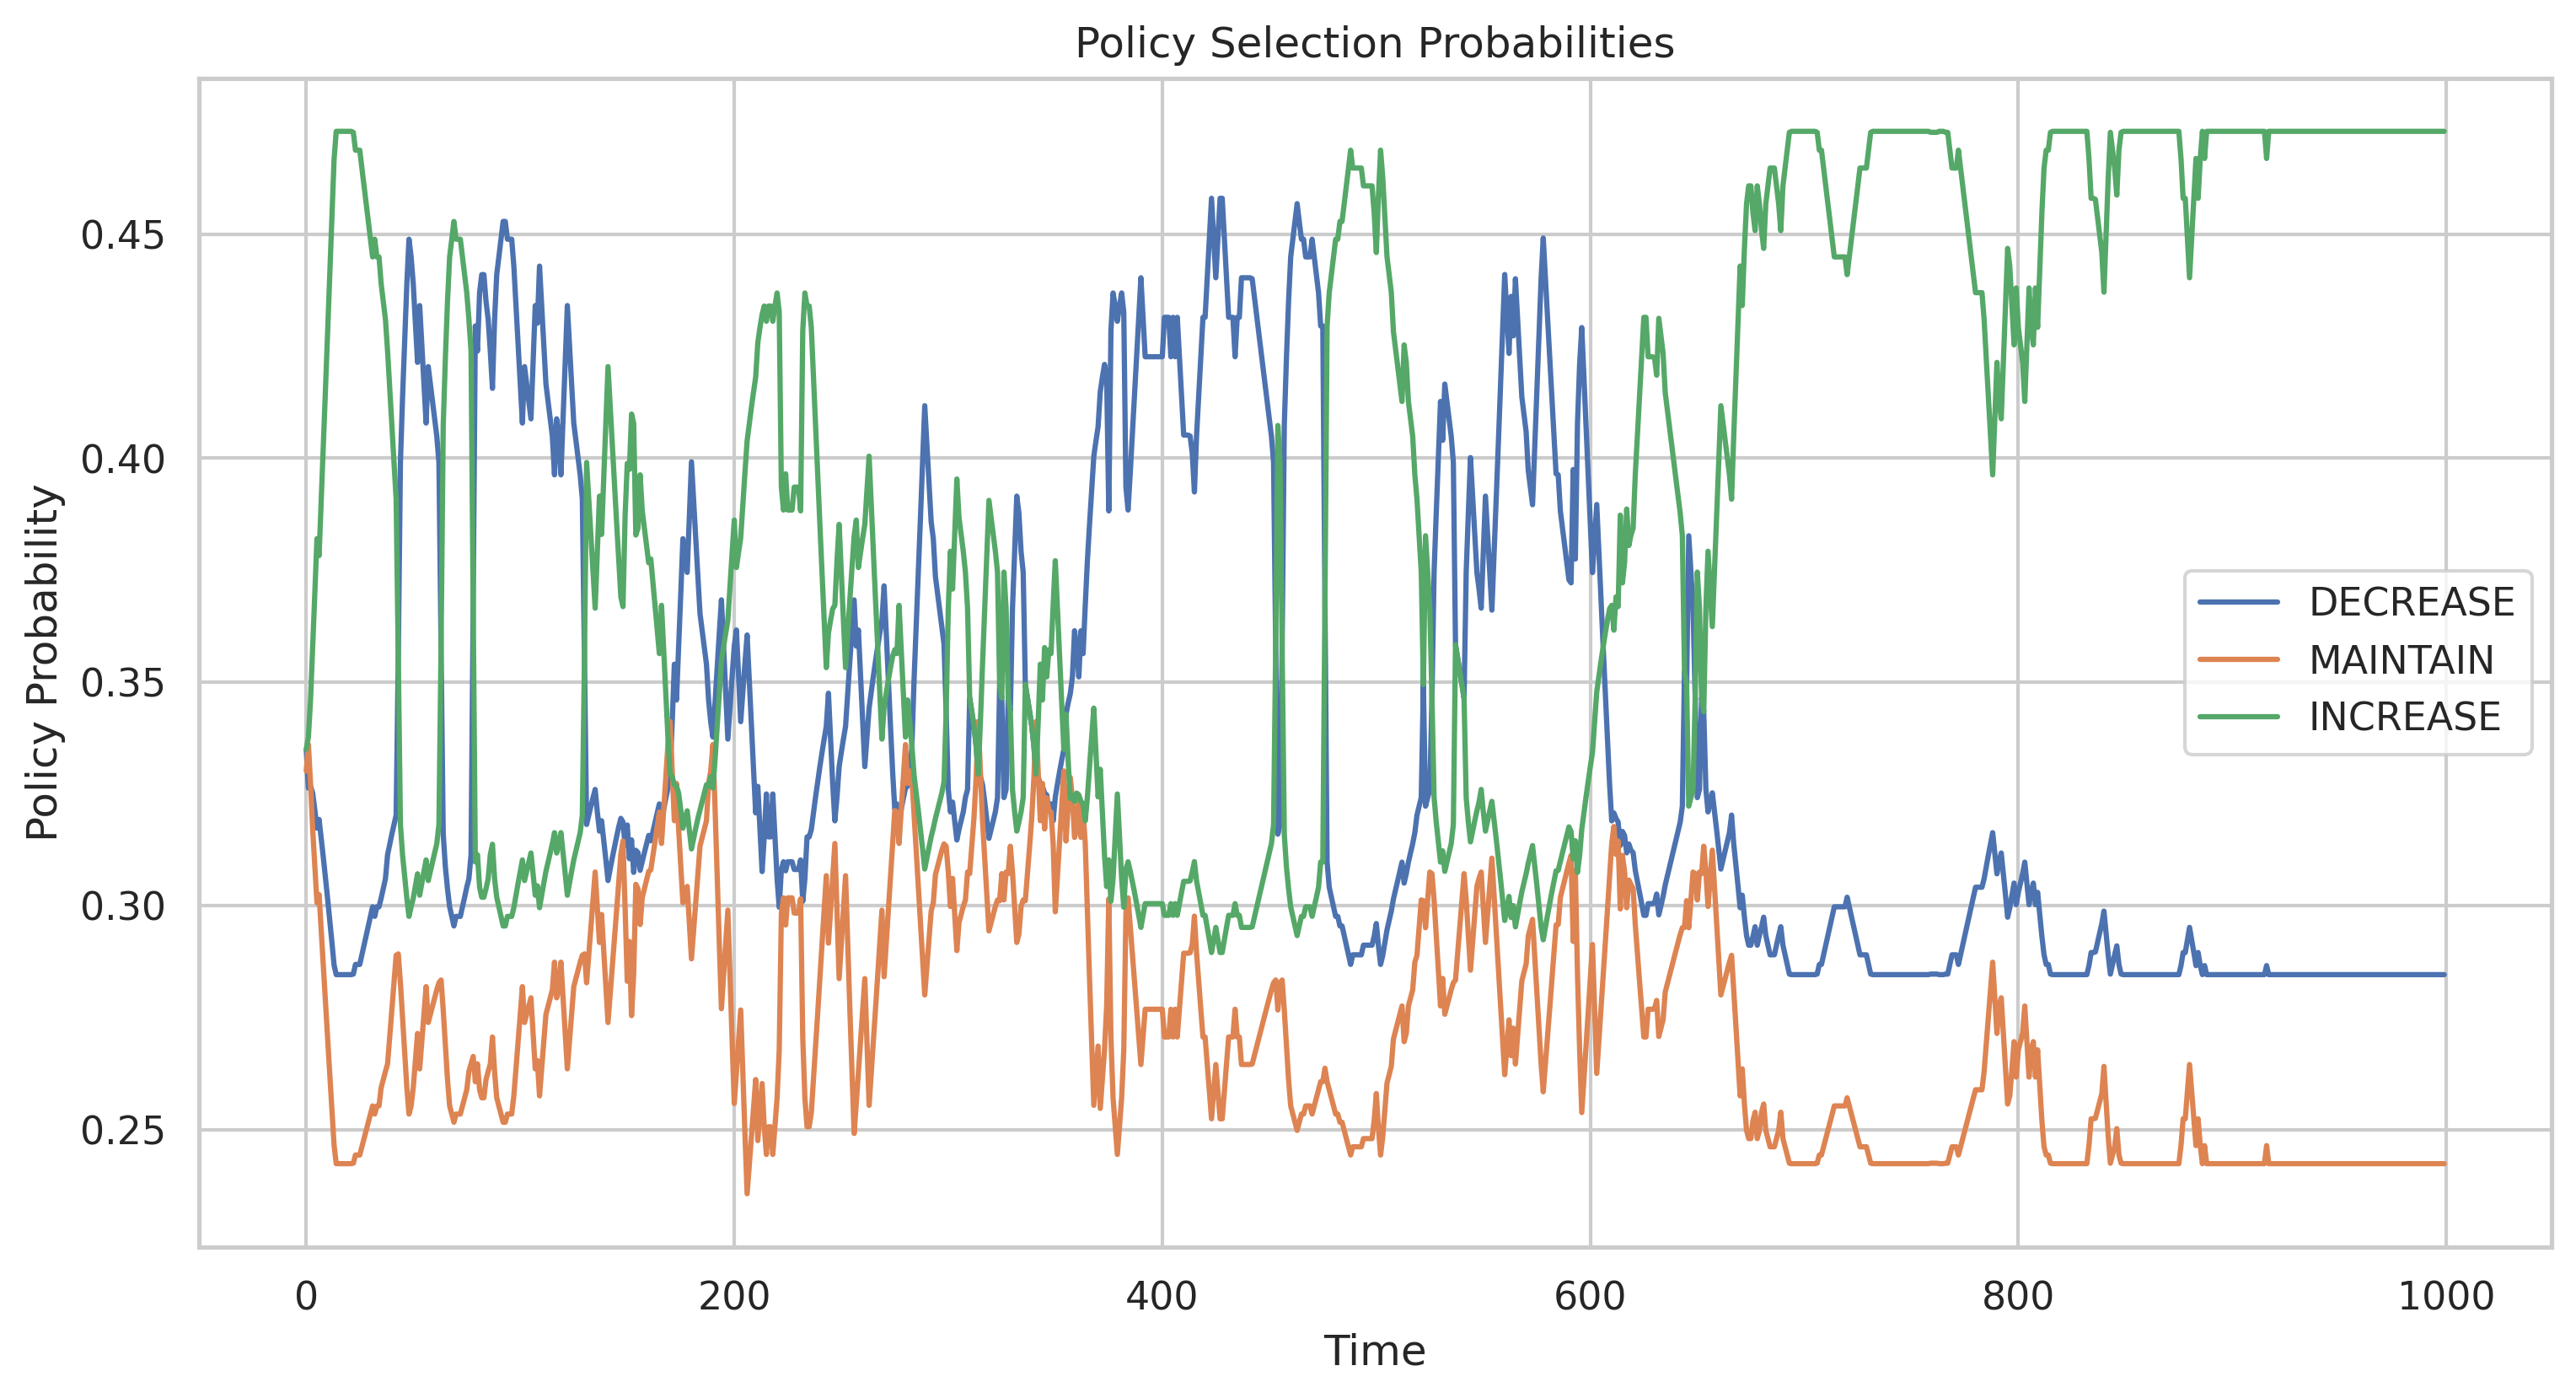 Policy Selection Probabilities
Policy Probability
0.45
0.40
0.35
0.30
0.25
DECREASE
MAINTAIN
INCREASE
0 200 400 600 800 1000
Time